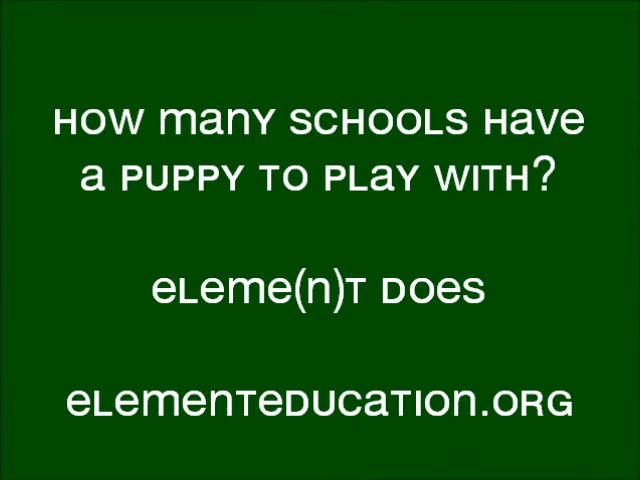 How many schools have
a puppy to play with?
eleme(n)t does
elementeducation.org